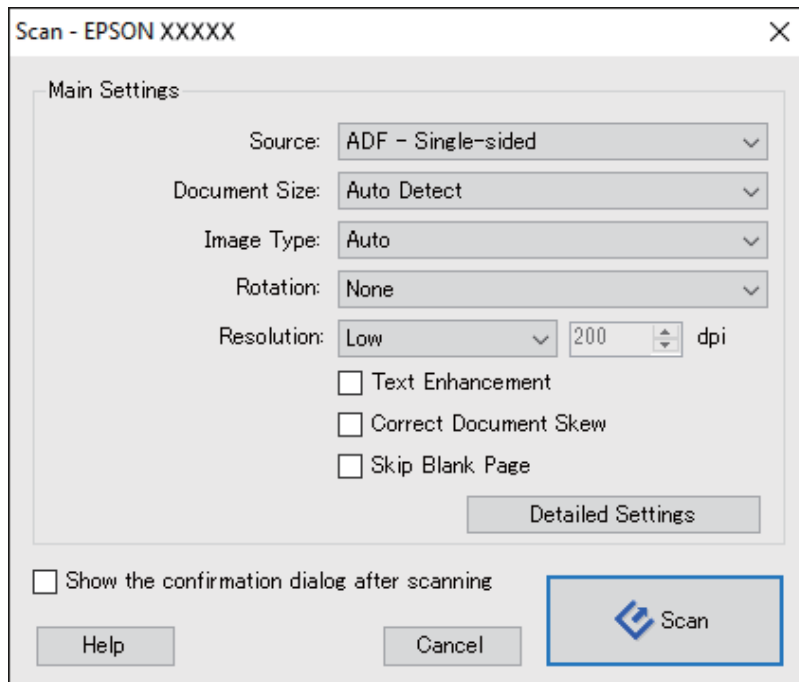 Scan - EPSON XXXXX
Main Settings
Source: ADF - Single-sided
Document Size: Auto Detect
Image Type: Auto
Rotation: None
Resolution: Low 200 dpi
Text Enhancement
Correct Document Skew
Skip Blank Page
Detailed Settings
Show the confirmation dialog after scanning
Help Cancel Scan